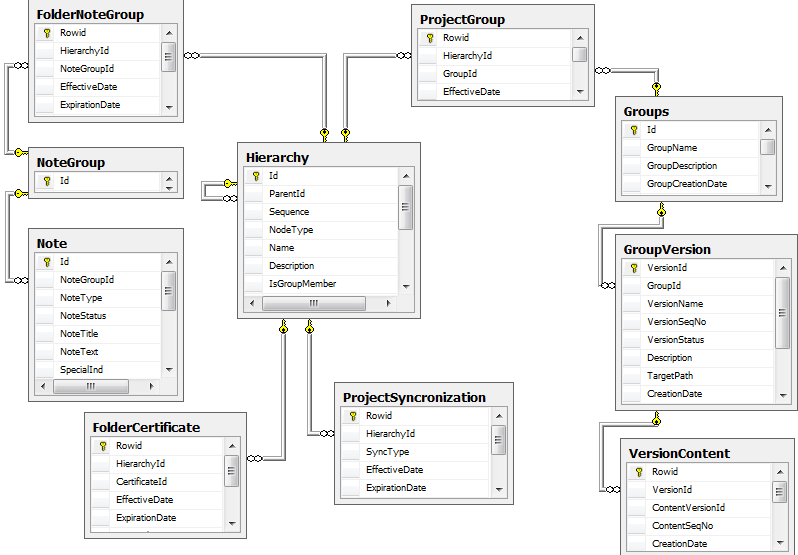 FolderNoteGroup
Rowid
HierarchyId
NoteGroupId
EffectiveDate
ExpirationDate
ProjectGroup
Rowid
HierarchyId
GroupId
EffectiveDate
Groups
Id
GroupName
GroupDescription
GroupCreationDate
NoteGroup
Id
Hierarchy
Id
ParentId
Sequence
NodeType
Name
Description
IsGroupMember
Note
Id
NoteGroupId
NoteType
NoteStatus
NoteTitle
NoteText
SpecialInd
GroupVersion
VersionId
GroupId
VersionName
VersionSeqNo
VersionStatus
Description
TargetPath
CreationDate
FolderCertificate
Rowid
HierarchyId
CertificateId
EffectiveDate
ExpirationDate
ProjectSyncronization
Rowid
HierarchyId
SyncType
EffectiveDate
ExpirationDate
VersionContent
Rowid
VersionId
ContentVersionId
ContentSeqNo
CreationDate